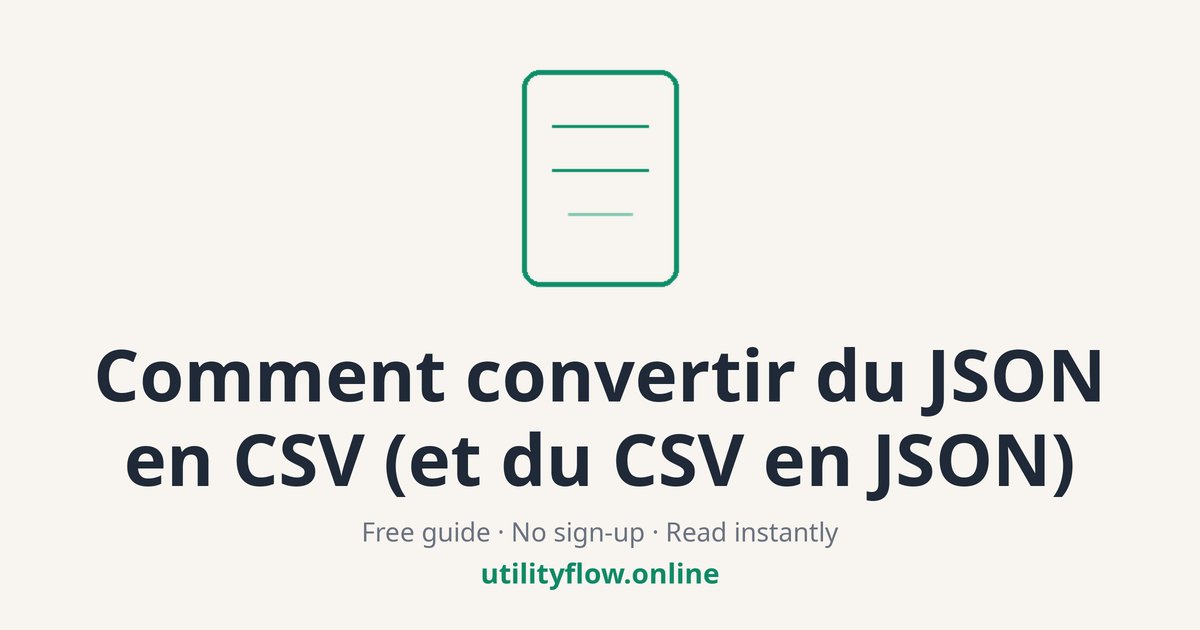 Comment convertir du JSON
en CSV (et du CSV en JSON)
Free guide · No sign-up · Read instantly
utilityflow.online